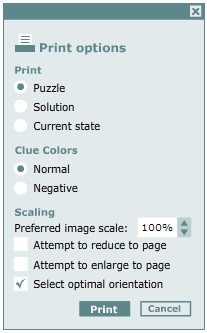 Print options
Print
Puzzle
Solution
Current state
Clue Colors
Normal
Negative
Scaling
Preferred image scale: 100%
Attempt to reduce to page
Attempt to enlarge to page
Select optimal orientation
Print Cancel